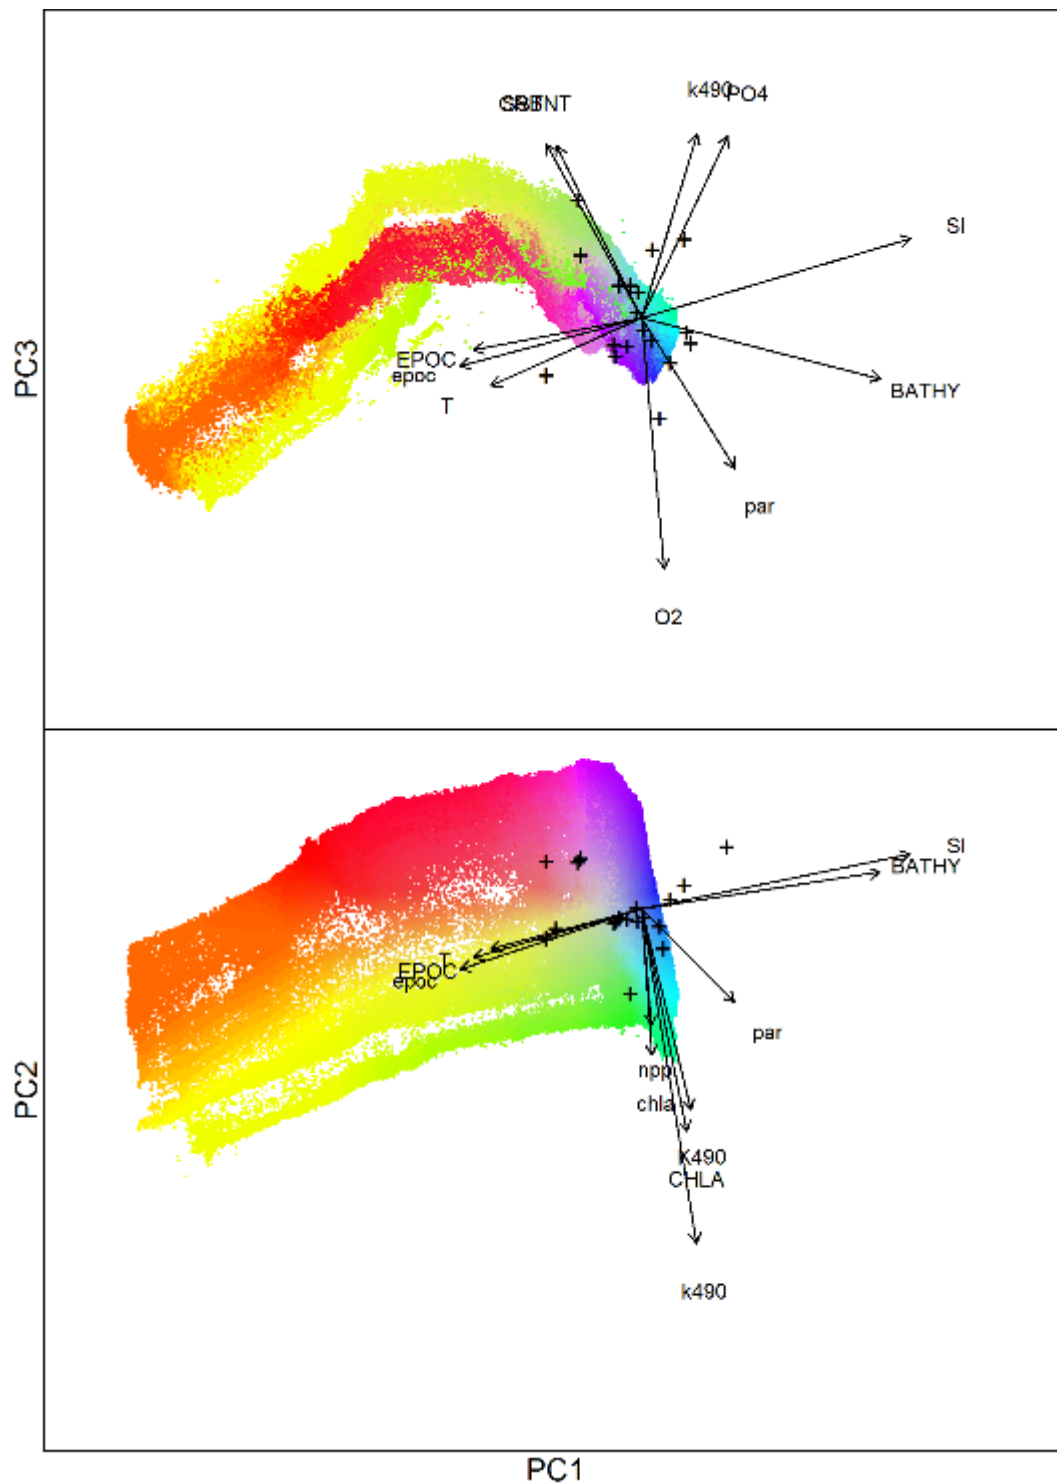 k490
PO4
SI
EPOC
epoc
T
BATHY
par
O2
PC3
SI
BATHY
T
EPOC
epoc
par
npp
chla
K490
CHLA
k490
PC2
PC1